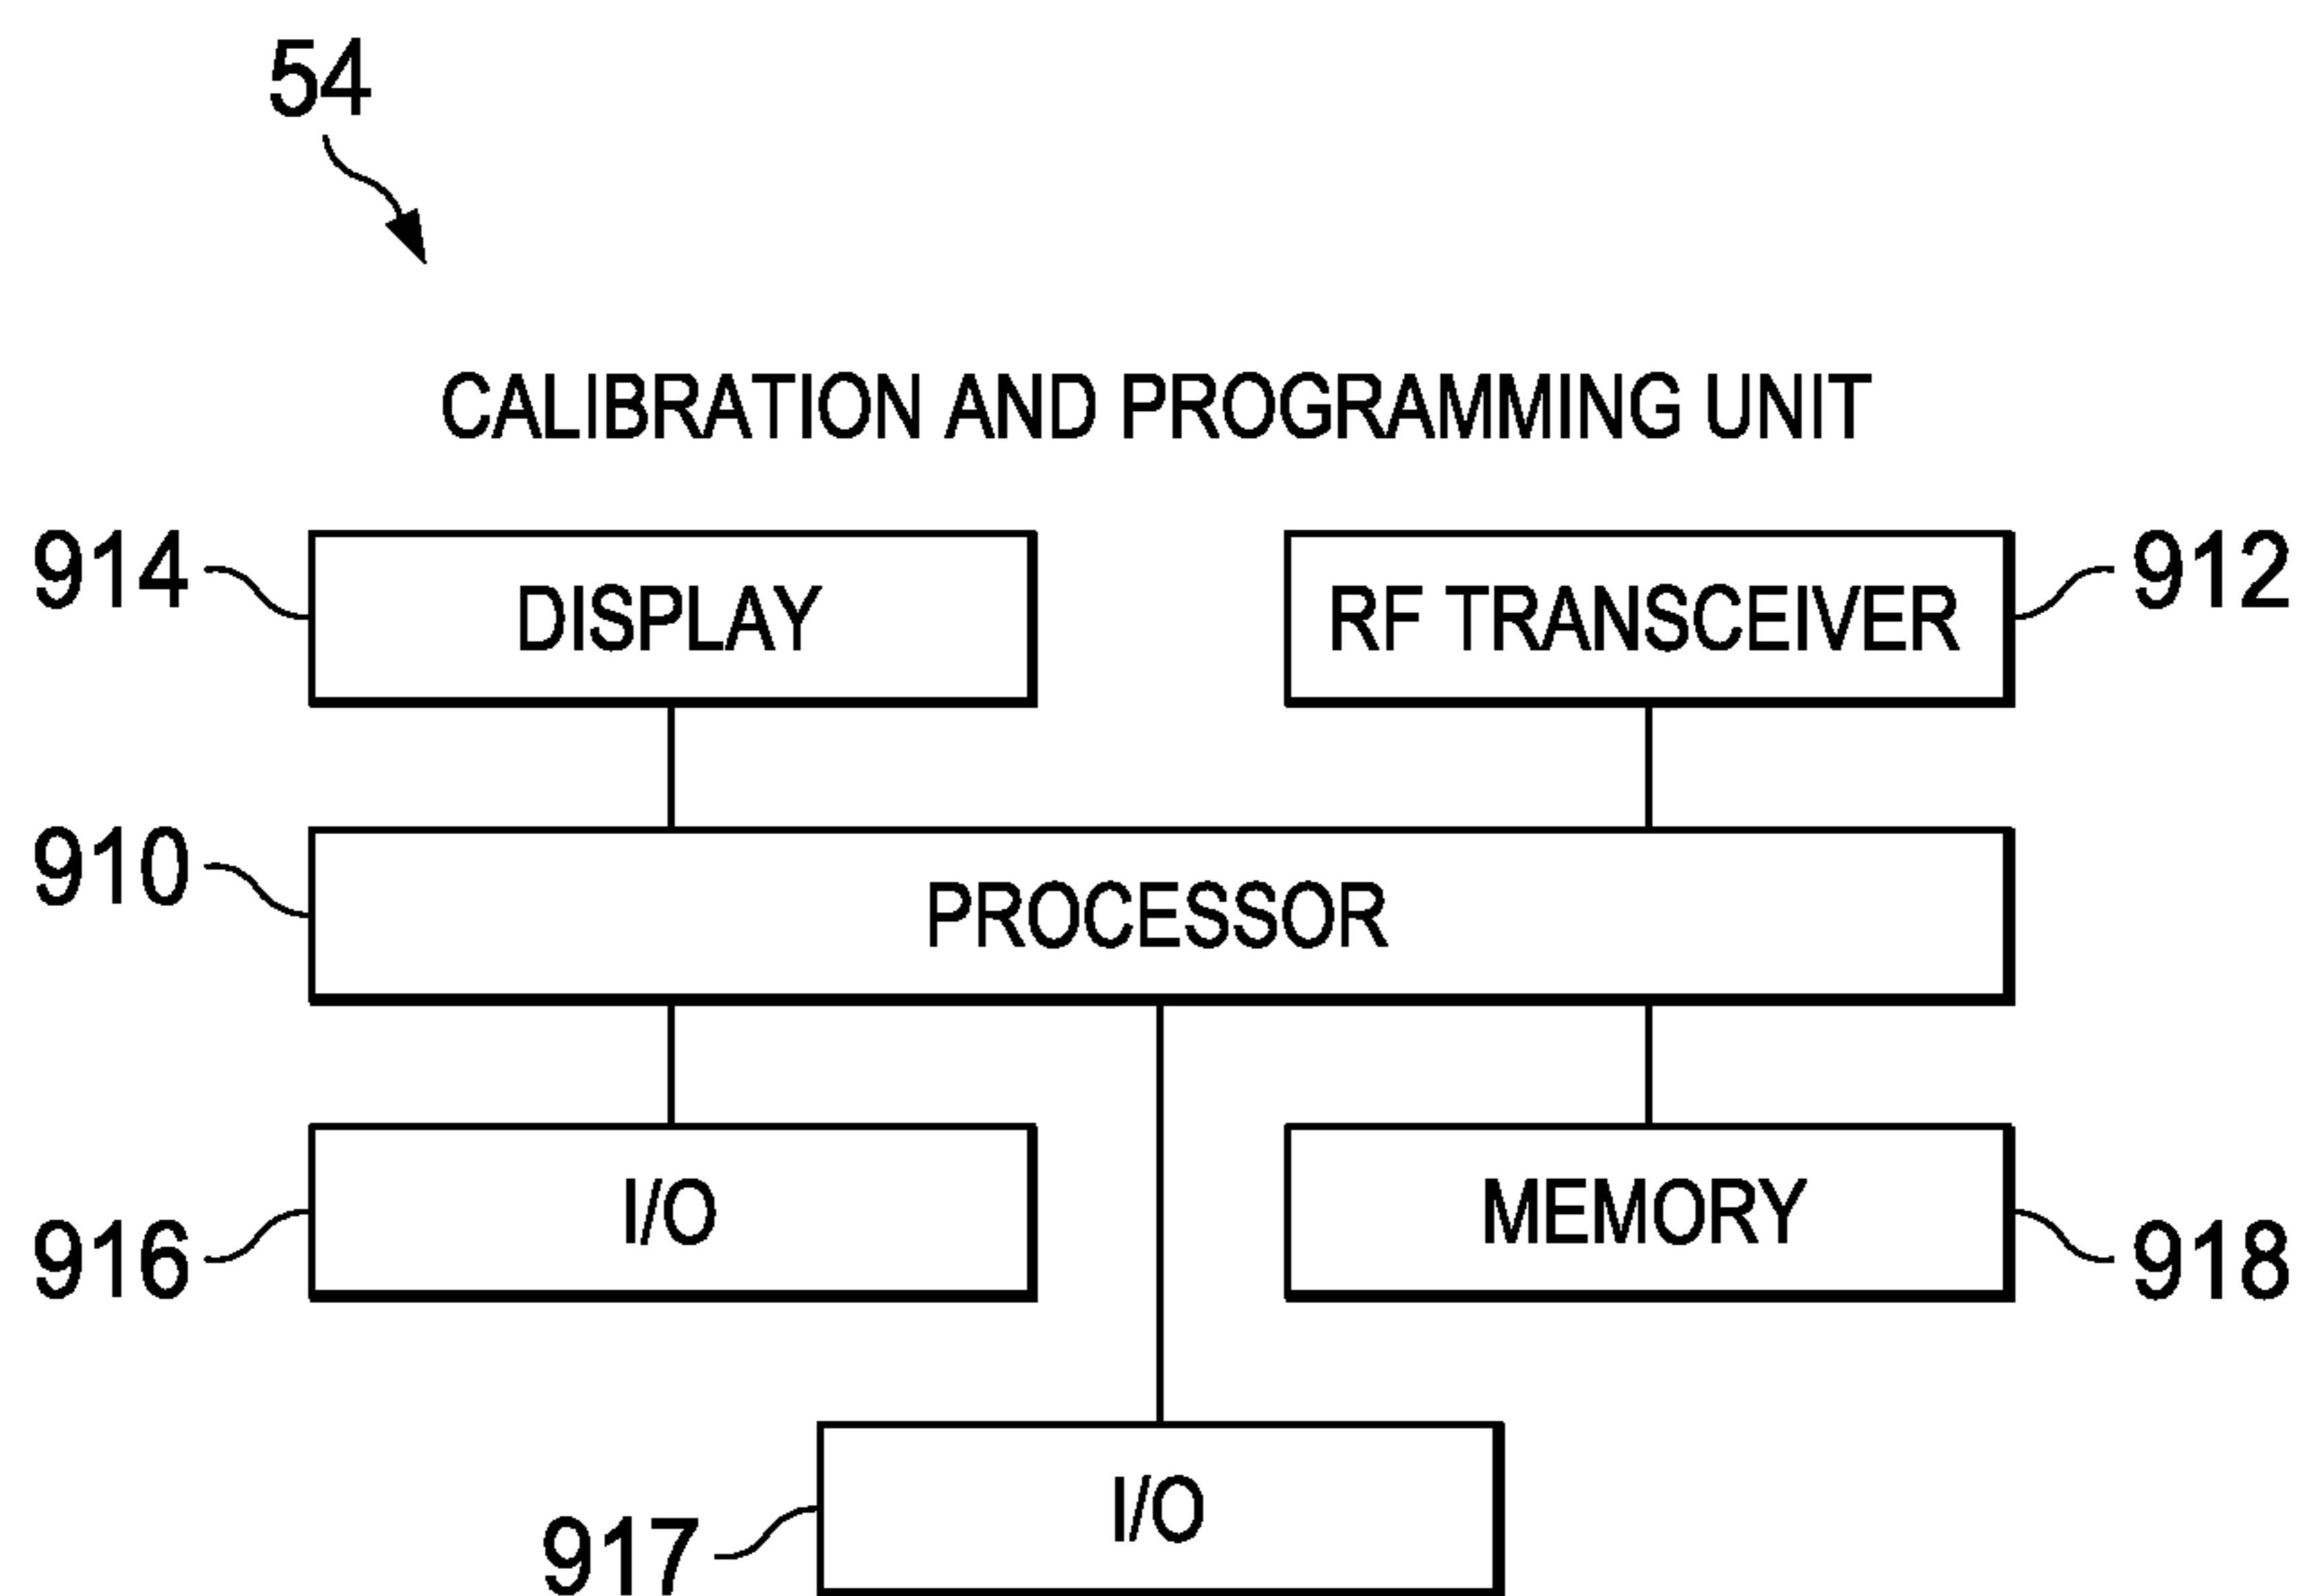 54
CALIBRATION AND PROGRAMMING UNIT
914 DISPLAY RF TRANSCEIVER 912
910 PROCESSOR
916 I/O MEMORY 918
917 I/O